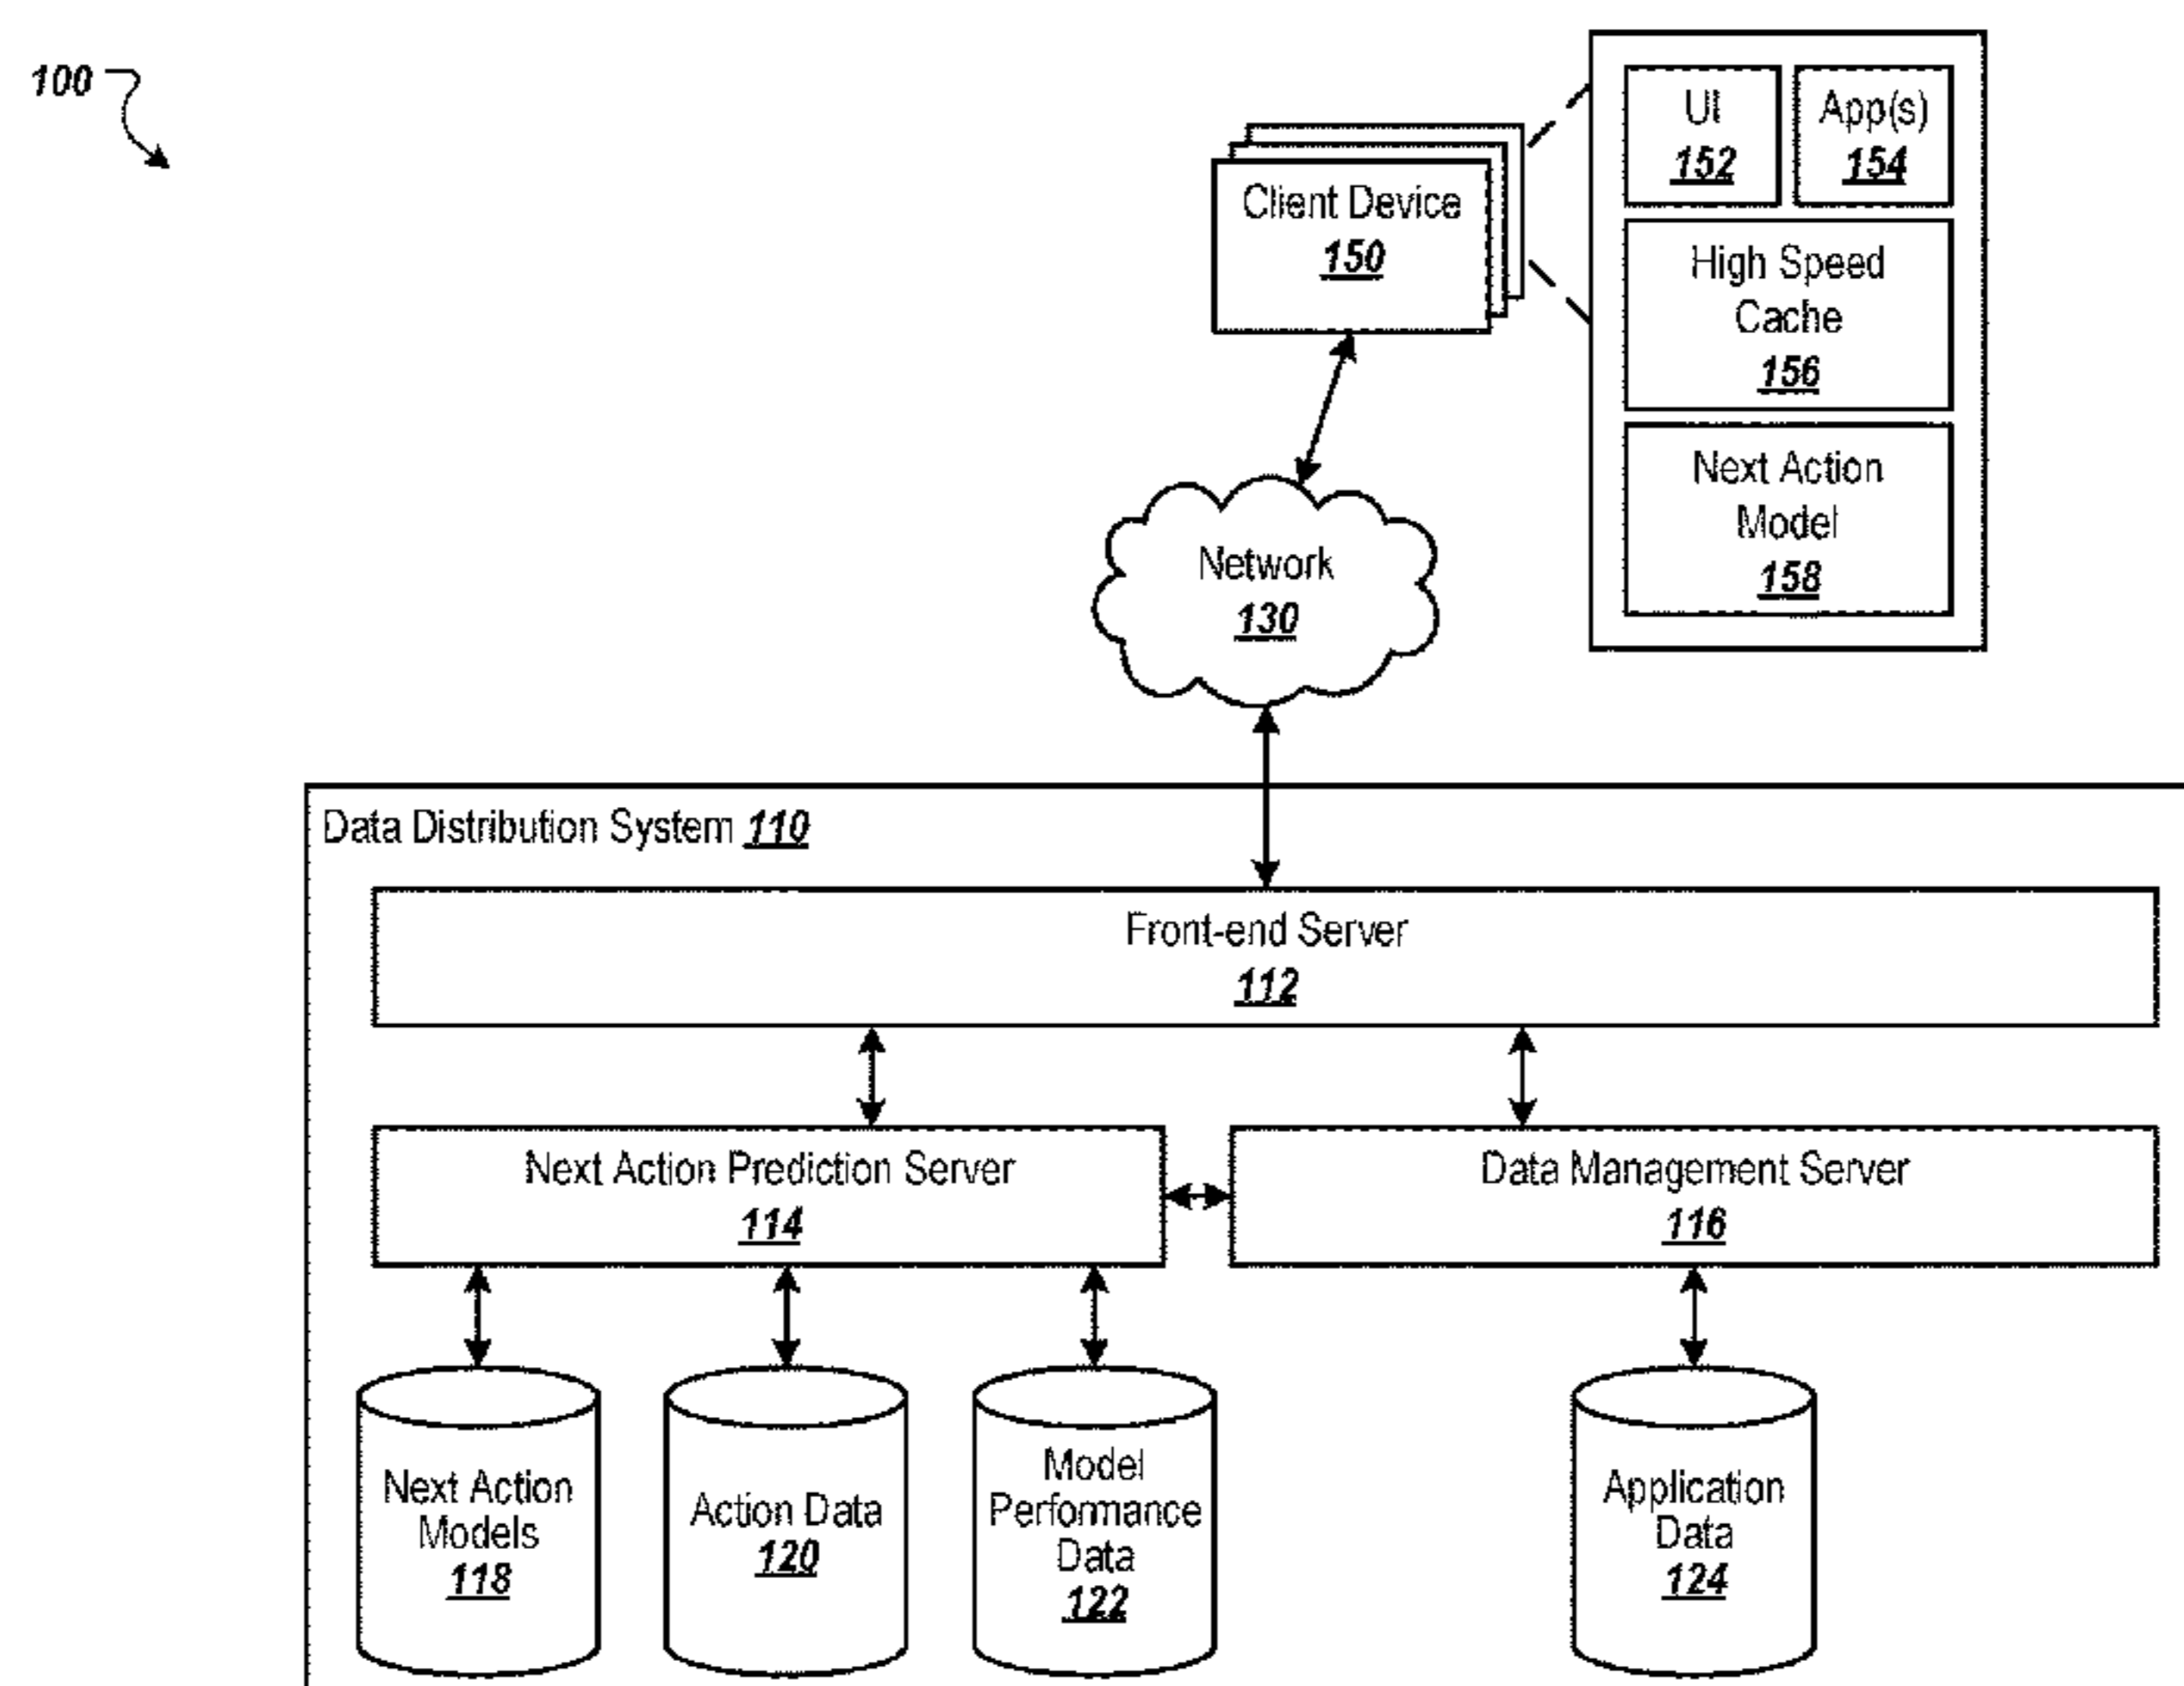 100
UI
152
App(s)
154
Client Device
150
High Speed
Cache
156
Next Action
Model
158
Network
130
Data Distribution System 110
Front-end Server
112
Next Action Prediction Server
114
Data Management Server
116
Next Action
Models
118
Action Data
120
Model
Performance
Data
122
Application
Data
124